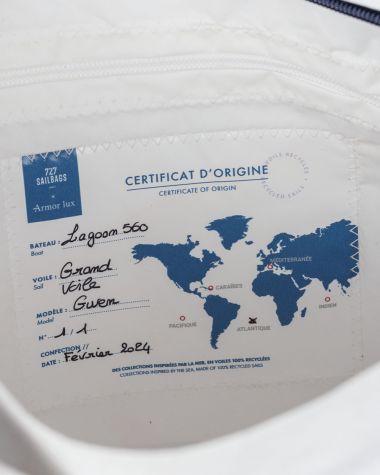 727
SAILBAGS
×
Armor lux
CERTIFICAT D'ORIGINE
CERTIFICATE OF ORIGIN
VOILE RECYCLÉE
RECYCLED SAILS
BATEAU : Lagoon 560
Boat
VOILE : Grand
Sail
Voile
MODÈLE : Gwen
Model
N° 1/1
CONFECTION //
DATE : Février 2024
MÉDITERRANÉE
CARAÏBES
PACIFIQUE
ATLANTIQUE
INDIEN
DES COLLECTIONS INSPIRÉES PAR LA MER, EN VOILES 100% RECYCLÉES
COLLECTIONS INSPIRED BY THE SEA, MADE OF 100% RECYCLED SAILS